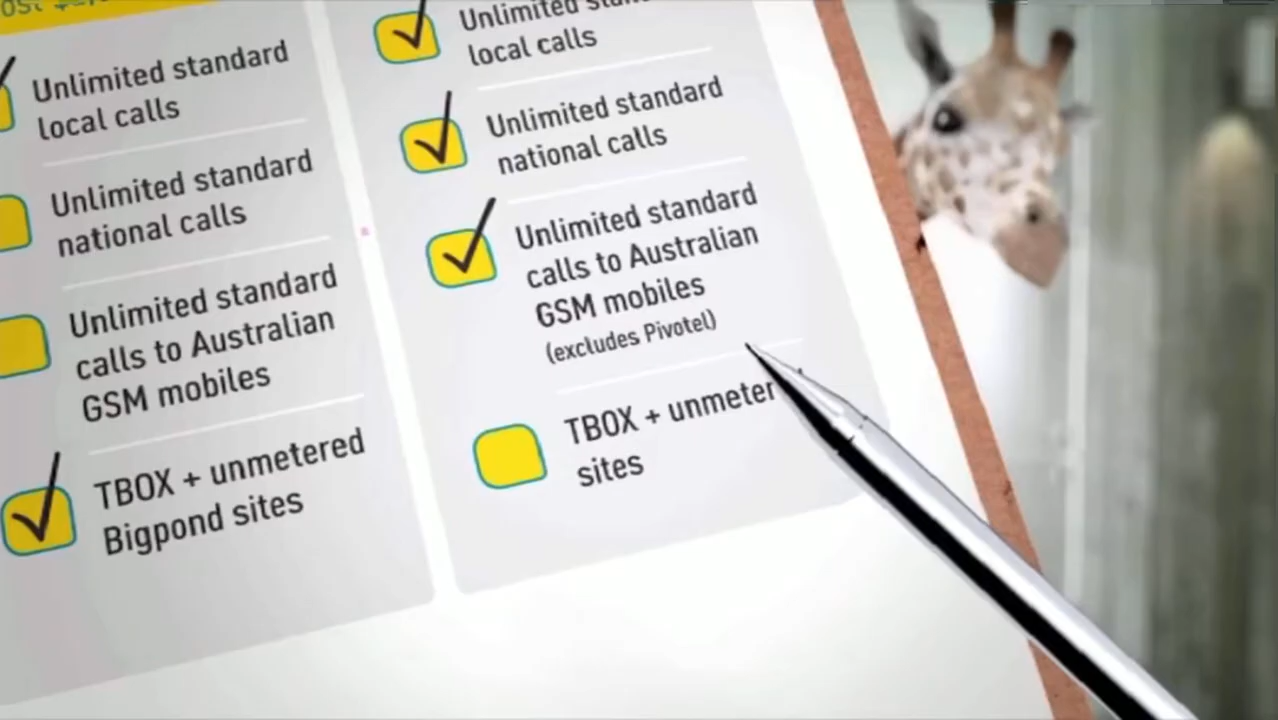 Unlimited standard
local calls
Unlimited standard
national calls
Unlimited standard
calls to Australian
GSM mobiles
TBOX + unmetered
Bigpond sites
Unlimited
local calls
Unlimited standard
national calls
Unlimited standard
calls to Australian
GSM mobiles
(excludes Pivotel)
TBOX +
sites